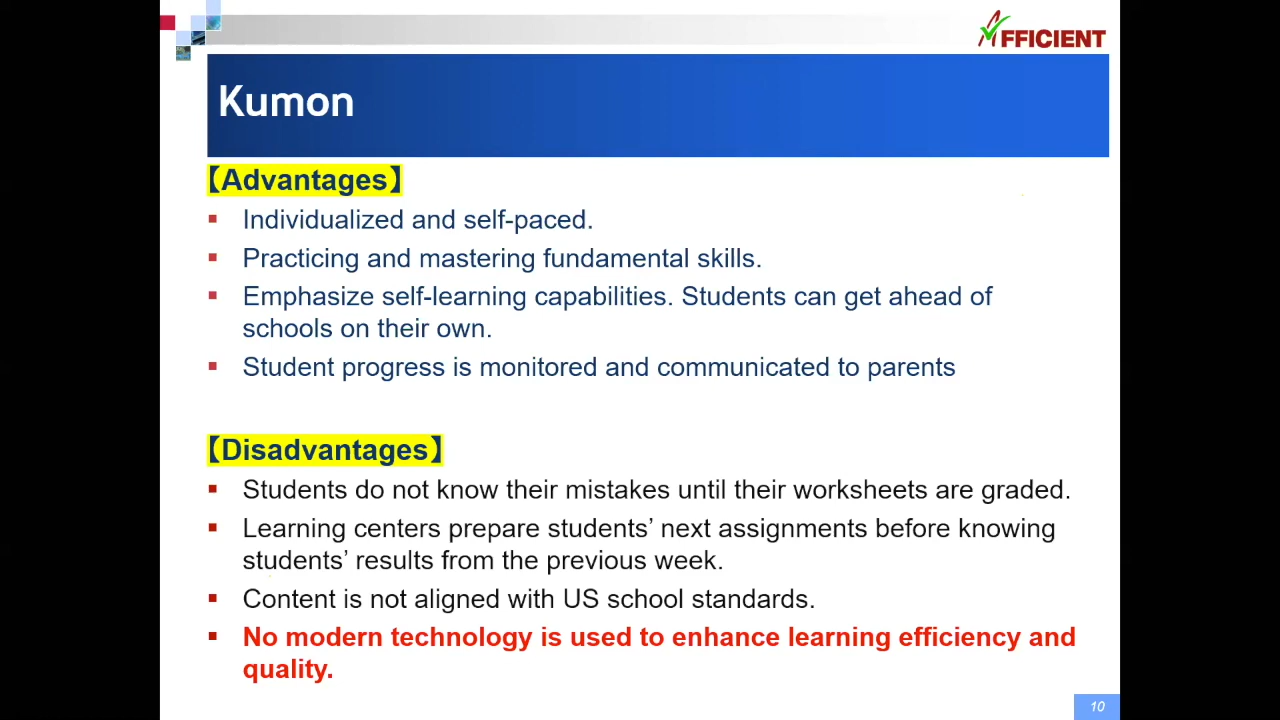 AFFICIENT
Kumon
【Advantages】
▪ Individualized and self-paced.
▪ Practicing and mastering fundamental skills.
▪ Emphasize self-learning capabilities. Students can get ahead of
schools on their own.
▪ Student progress is monitored and communicated to parents
【Disadvantages】
▪ Students do not know their mistakes until their worksheets are graded.
▪ Learning centers prepare students’ next assignments before knowing
students’ results from the previous week.
▪ Content is not aligned with US school standards.
▪ No modern technology is used to enhance learning efficiency and
quality.
10